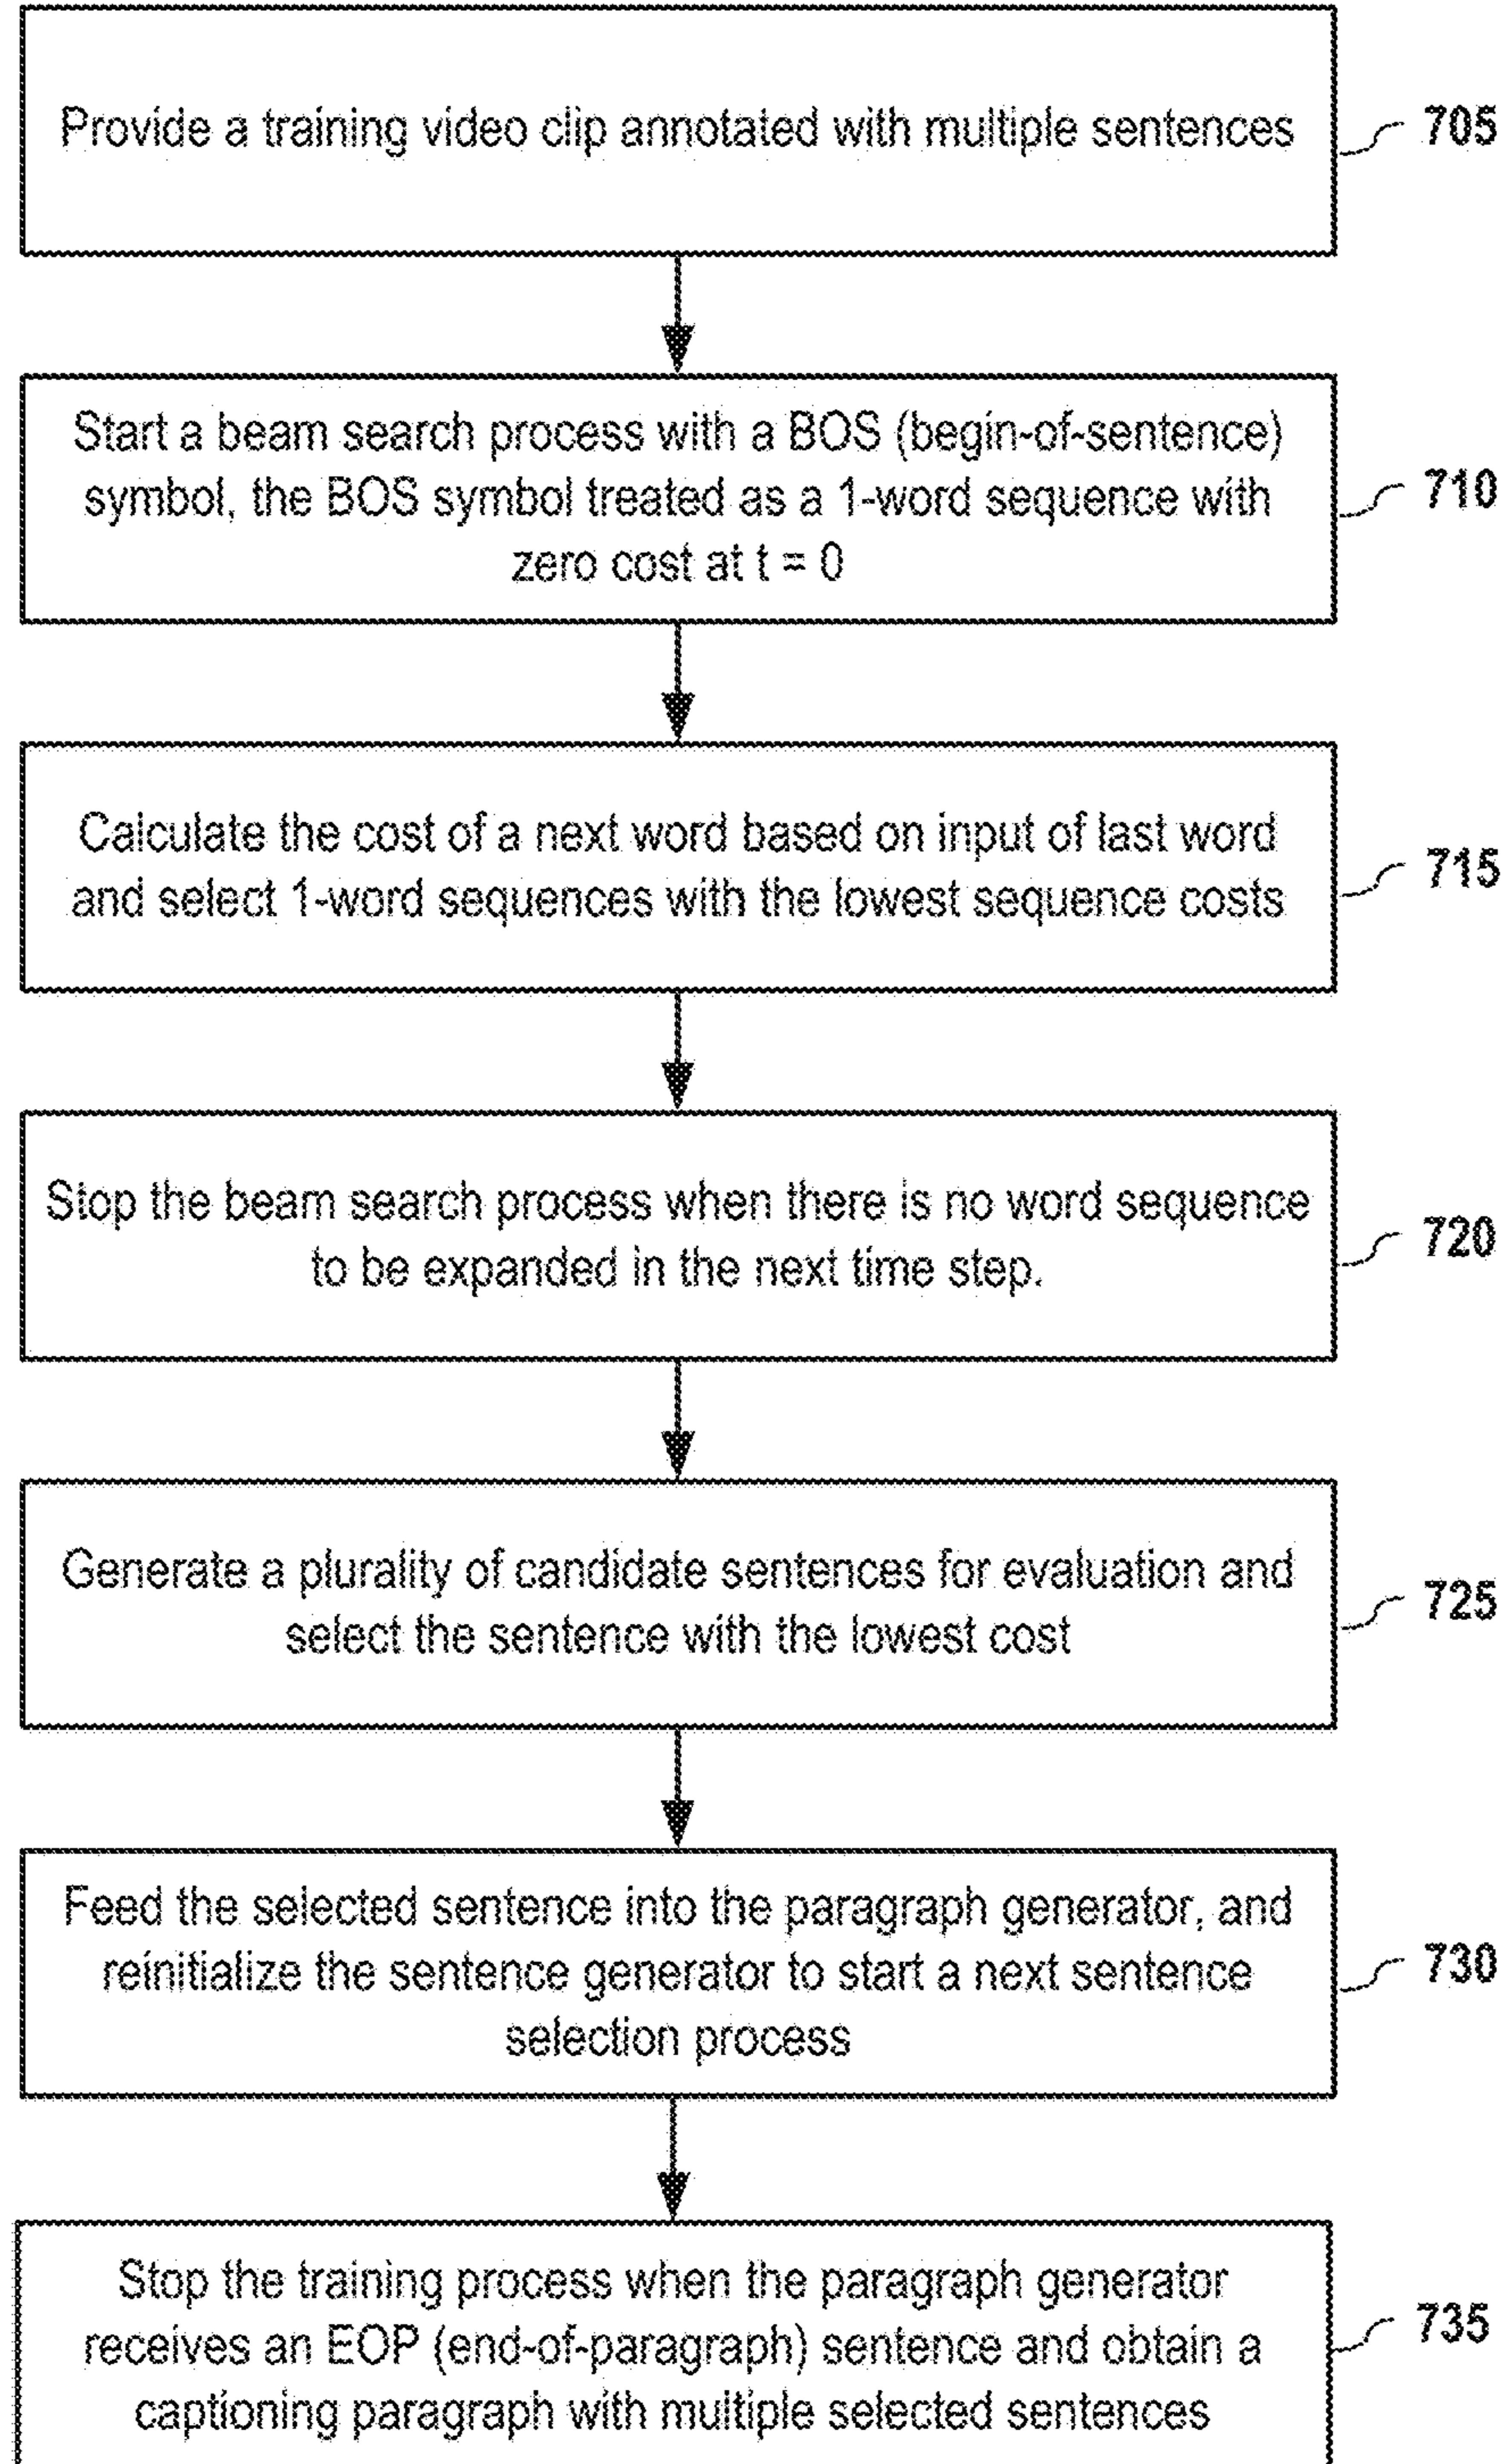 Provide a training video clip annotated with multiple sentences
705
Start a beam search process with a BOS (begin-of-sentence)
symbol, the BOS symbol treated as a 1-word sequence with
zero cost at t = 0
710
Calculate the cost of a next word based on input of last word
and select 1-word sequences with the lowest sequence costs
715
Stop the beam search process when there is no word sequence
to be expanded in the next time step.
720
Generate a plurality of candidate sentences for evaluation and
select the sentence with the lowest cost
725
Feed the selected sentence into the paragraph generator, and
reinitialize the sentence generator to start a next sentence
selection process
730
Stop the training process when the paragraph generator
receives an EOP (end-of-paragraph) sentence and obtain a
captioning paragraph with multiple selected sentences
735